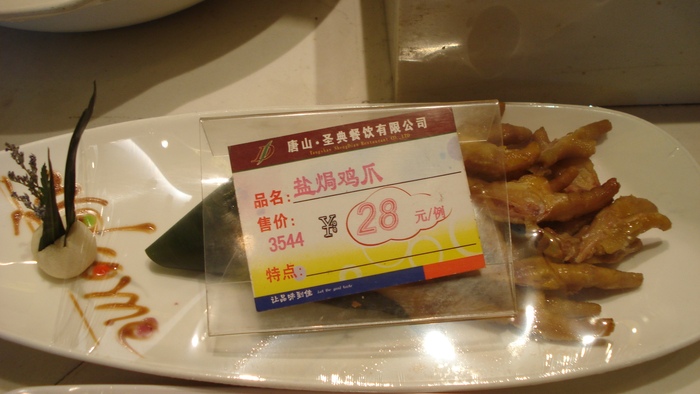 唐山·圣典餐饮有限公司
品名：盐焗鸡爪
售价：
3544 ¥ 28 元/例
特点：